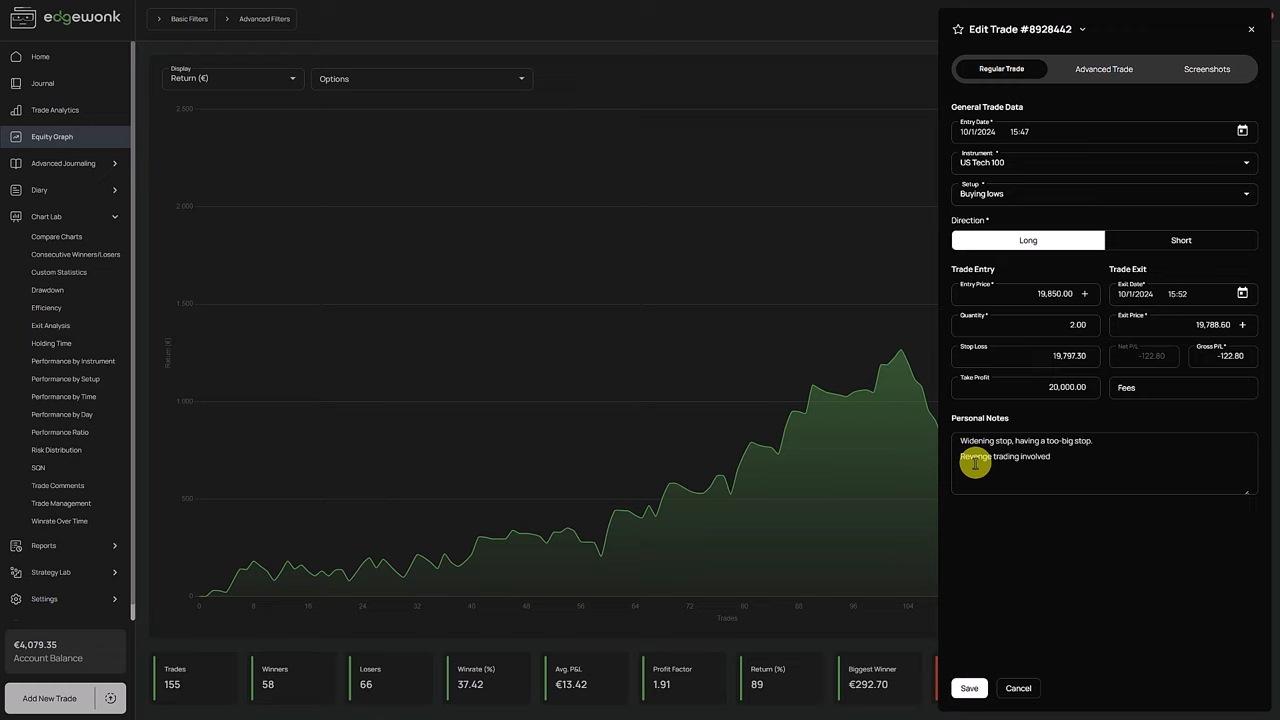 edgewonk
Home
Journal
Trade Analytics
Equity Graph
Advanced Journaling
Diary
Chart Lab
Compare Charts
Consecutive Winners/Losers
Custom Statistics
Drawdown
Efficiency
Exit Analysis
Holding Time
Performance by Instrument
Performance by Setup
Performance by Time
Performance by Day
Performance Ratio
Risk Distribution
SQN
Trade Comments
Trade Management
Winrate Over Time
Reports
Strategy Lab
Settings
€4,079.35
Account Balance
Add New Trade
Basic Filters
Advanced Filters
Display
Return (€)
Options
2.500
2.000
1.500
1.000
500
0
Return (€)
0 8 16 24 32 40 48 56 64 72 80 88 96 104
Trades
Trades
155
Winners
58
Losers
66
Winrate (%)
37.42
Avg. P&L
€13.42
Profit Factor
1.91
Return (%)
89
Biggest Winner
€292.70
Edit Trade #8928442
Regular Trade
Advanced Trade
Screenshots
General Trade Data
Entry Date *
10/1/2024 15:47
Instrument *
US Tech 100
Setup *
Buying lows
Direction *
Long
Short
Trade Entry
Trade Exit
Entry Price *
19,850.00
Exit Date*
10/1/2024 15:52
Quantity *
2.00
Exit Price *
19,788.60
Stop Loss
19,797.30
Net P/L
-122.80
Gross P/L*
-122.80
Take Profit
20,000.00
Fees
Personal Notes
Widening stop, having a too-big stop.
Revenge trading involved
Save
Cancel